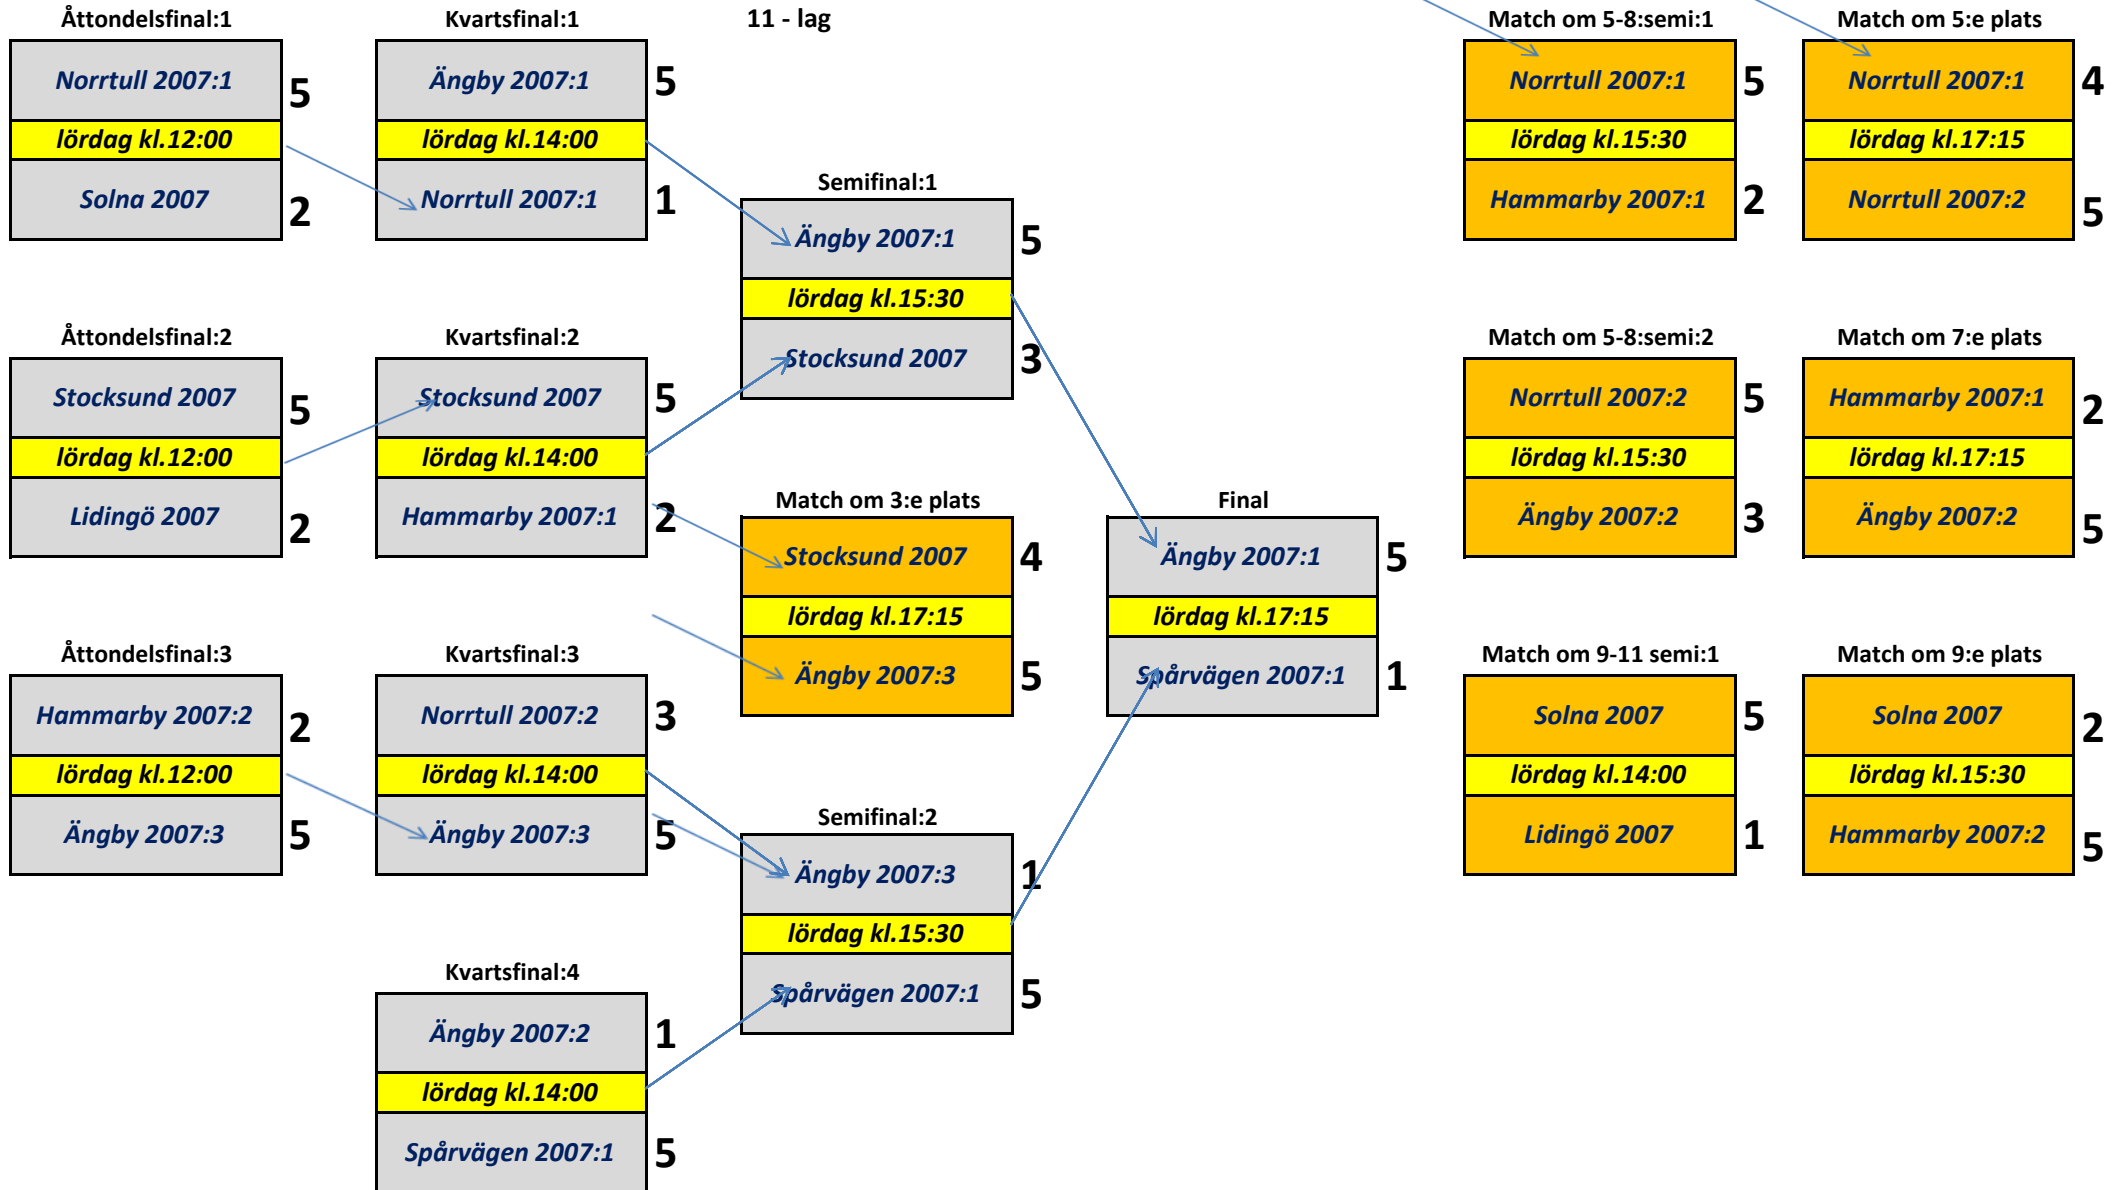 Åttondelsfinal:1
Norrtull 2007:1
5
lördag kl.12:00
Solna 2007
2
Åttondelsfinal:2
Stocksund 2007
5
lördag kl.12:00
Lidingö 2007
2
Åttondelsfinal:3
Hammarby 2007:2
2
lördag kl.12:00
Ängby 2007:3
5
Kvartsfinal:1
Ängby 2007:1
5
lördag kl.14:00
Norrtull 2007:1
1
Kvartsfinal:2
Stocksund 2007
5
lördag kl.14:00
Hammarby 2007:1
2
Kvartsfinal:3
Norrtull 2007:2
3
lördag kl.14:00
Ängby 2007:3
5
Kvartsfinal:4
Ängby 2007:2
1
lördag kl.14:00
Spårvägen 2007:1
5
11 - lag
Semifinal:1
Ängby 2007:1
5
lördag kl.15:30
Stocksund 2007
3
Match om 3:e plats
Stocksund 2007
4
lördag kl.17:15
Ängby 2007:3
5
Semifinal:2
Ängby 2007:3
1
lördag kl.15:30
Spårvägen 2007:1
5
Final
Ängby 2007:1
5
lördag kl.17:15
Spårvägen 2007:1
1
Match om 5-8:semi:1
Norrtull 2007:1
5
lördag kl.15:30
Hammarby 2007:1
2
Match om 5-8:semi:2
Norrtull 2007:2
5
lördag kl.15:30
Ängby 2007:2
3
Match om 9-11 semi:1
Solna 2007
5
lördag kl.14:00
Lidingö 2007
1
Match om 5:e plats
Norrtull 2007:1
4
lördag kl.17:15
Norrtull 2007:2
5
Match om 7:e plats
Hammarby 2007:1
2
lördag kl.17:15
Ängby 2007:2
5
Match om 9:e plats
Solna 2007
2
lördag kl.15:30
Hammarby 2007:2
5